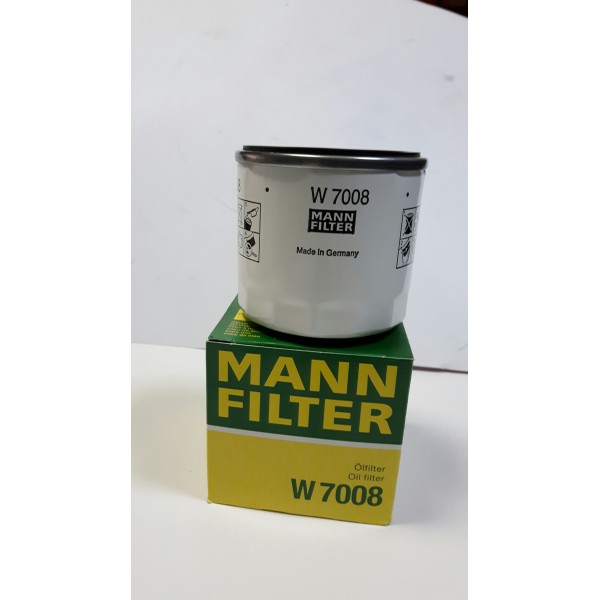 W 7008
MANN
FILTER
Made in Germany
MANN
FILTER
Ölfilter
Oil filter
W 7008